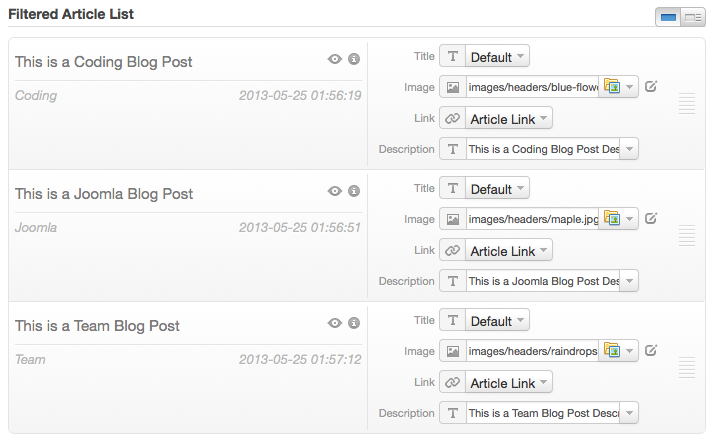 Filtered Article List
This is a Coding Blog Post
Coding 2013-05-25 01:56:19
Title T Default
Image images/headers/blue-flow
Link Article Link
Description T This is a Coding Blog Post Des
This is a Joomla Blog Post
Joomla 2013-05-25 01:56:51
Title T Default
Image images/headers/maple.jpg
Link Article Link
Description T This is a Joomla Blog Post Des
This is a Team Blog Post
Team 2013-05-25 01:57:12
Title T Default
Image images/headers/raindrops
Link Article Link
Description T This is a Team Blog Post Descr